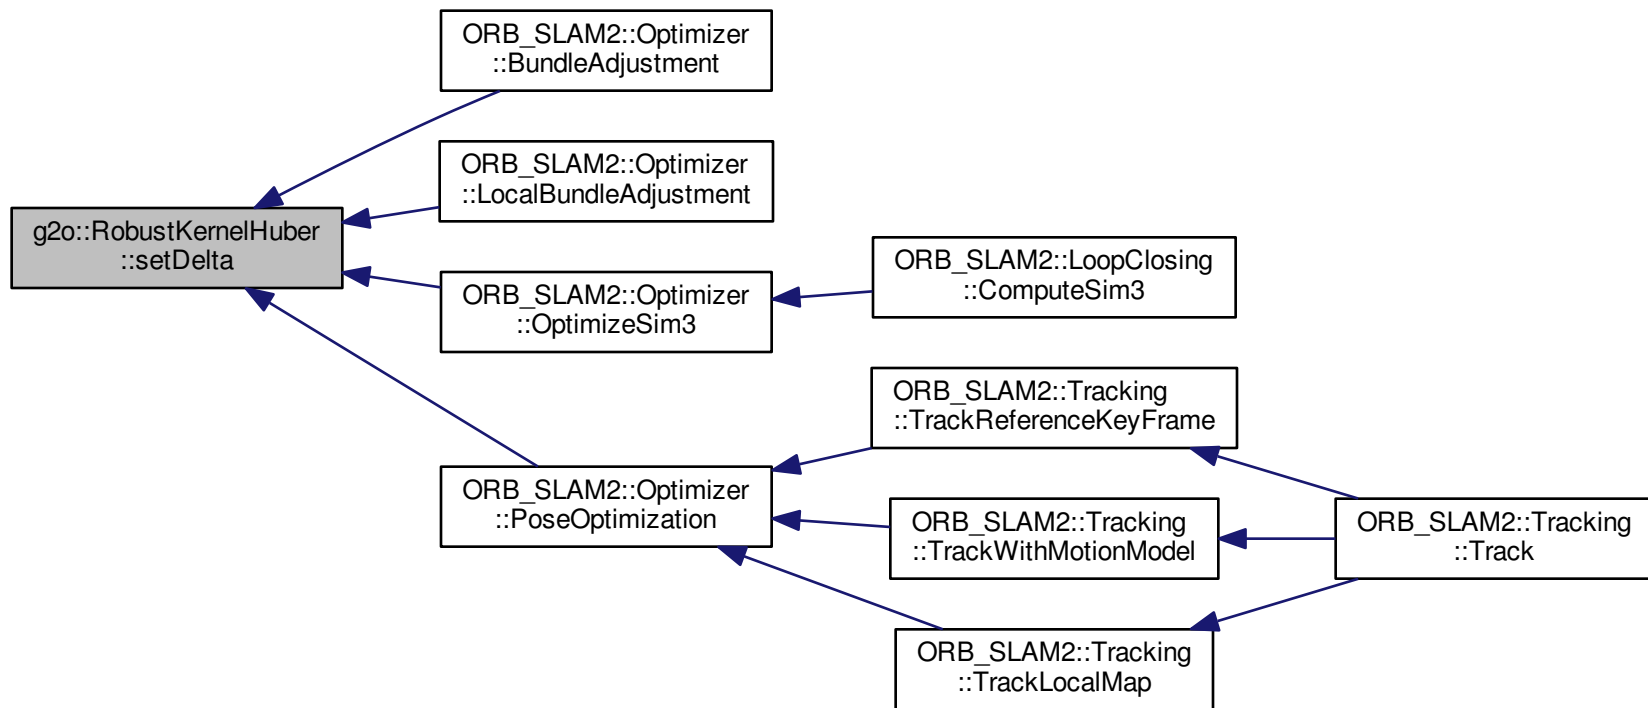 ORB_SLAM2::Optimizer
::BundleAdjustment
ORB_SLAM2::Optimizer
::LocalBundleAdjustment
g2o::RobustKernelHuber
::setDelta
ORB_SLAM2::Optimizer
::OptimizeSim3
ORB_SLAM2::LoopClosing
::ComputeSim3
ORB_SLAM2::Tracking
::TrackReferenceKeyFrame
ORB_SLAM2::Optimizer
::PoseOptimization
ORB_SLAM2::Tracking
::TrackWithMotionModel
ORB_SLAM2::Tracking
::Track
ORB_SLAM2::Tracking
::TrackLocalMap